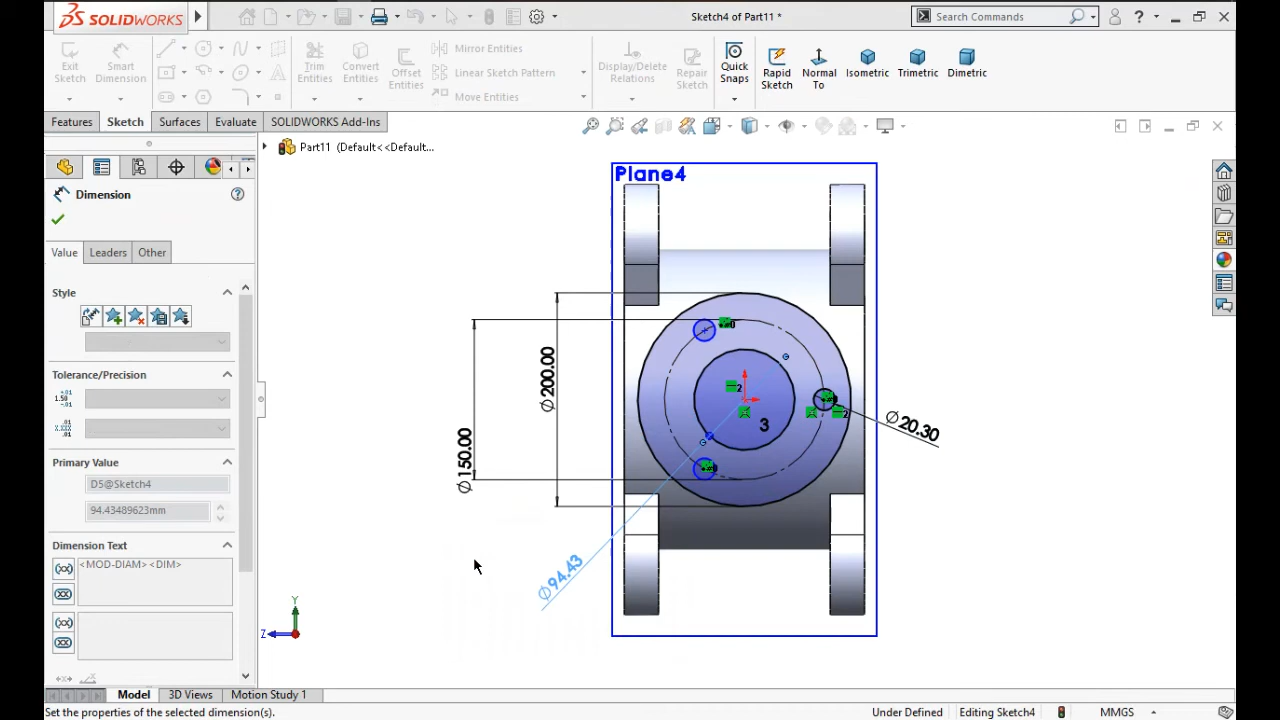 SOLIDWORKS
Sketch4 of Part11 *
Search Commands
?
Exit Sketch
Smart Dimension
Trim Entities
Convert Entities
Offset Entities
Mirror Entities
Linear Sketch Pattern
Move Entities
Display/Delete Relations
Repair Sketch
Quick Snaps
Rapid Sketch
Normal To
Isometric
Trimetric
Dimetric
Features
Sketch
Surfaces
Evaluate
SOLIDWORKS Add-Ins
Part11 (Default<<Default...
Dimension
Value
Leaders
Other
Style
Tolerance/Precision
Primary Value
D5@Sketch4
94.43489623mm
Dimension Text
<MOD-DIAM><DIM>
Plane4
Ø200.00
Ø150.00
Ø20.30
Ø94.43
3
2
2
Y
Z
Model
3D Views
Motion Study 1
Set the properties of the selected dimension(s).
Under Defined
Editing Sketch4
MMGS